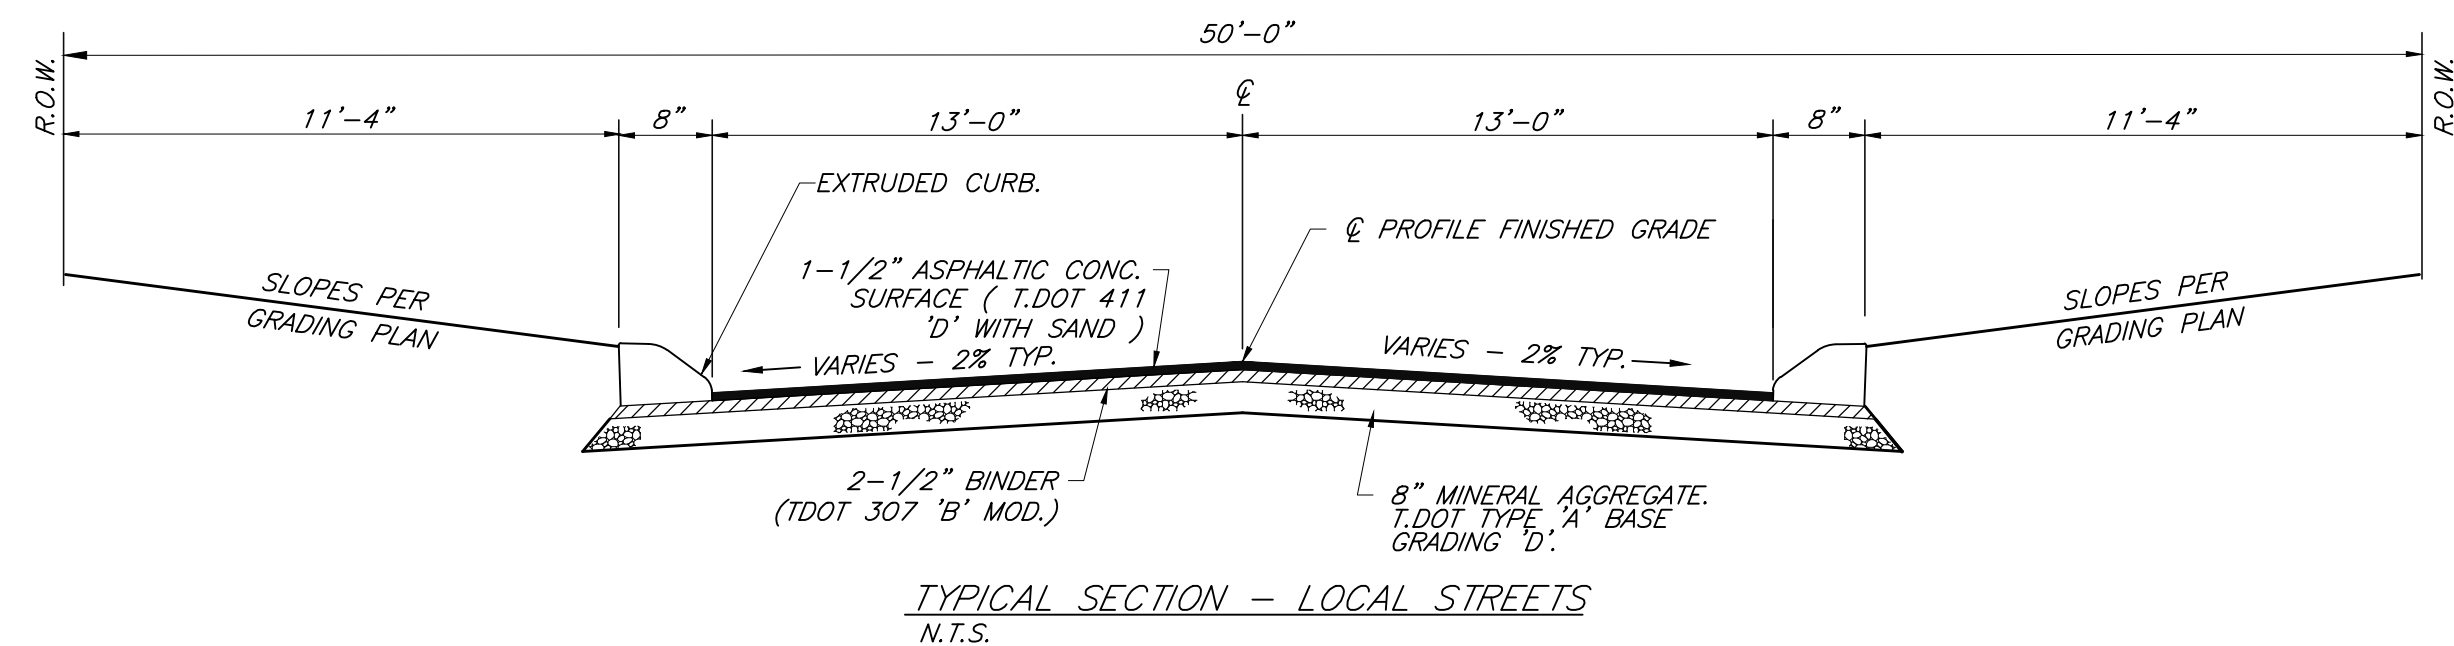 50'-0"
R.O.W.
R.O.W.
℄
11'-4"
8"
13'-0"
13'-0"
8"
11'-4"
EXTRUDED CURB.
℄ PROFILE FINISHED GRADE
1-1/2" ASPHALTIC CONC.
SURFACE ( T.DOT 411
'D' WITH SAND )
SLOPES PER
GRADING PLAN
SLOPES PER
GRADING PLAN
VARIES - 2% TYP.
VARIES - 2% TYP.
2-1/2" BINDER
(TDOT 307 'B' MOD.)
8" MINERAL AGGREGATE.
T.DOT TYPE 'A' BASE
GRADING 'D'.
TYPICAL SECTION - LOCAL STREETS
N.T.S.